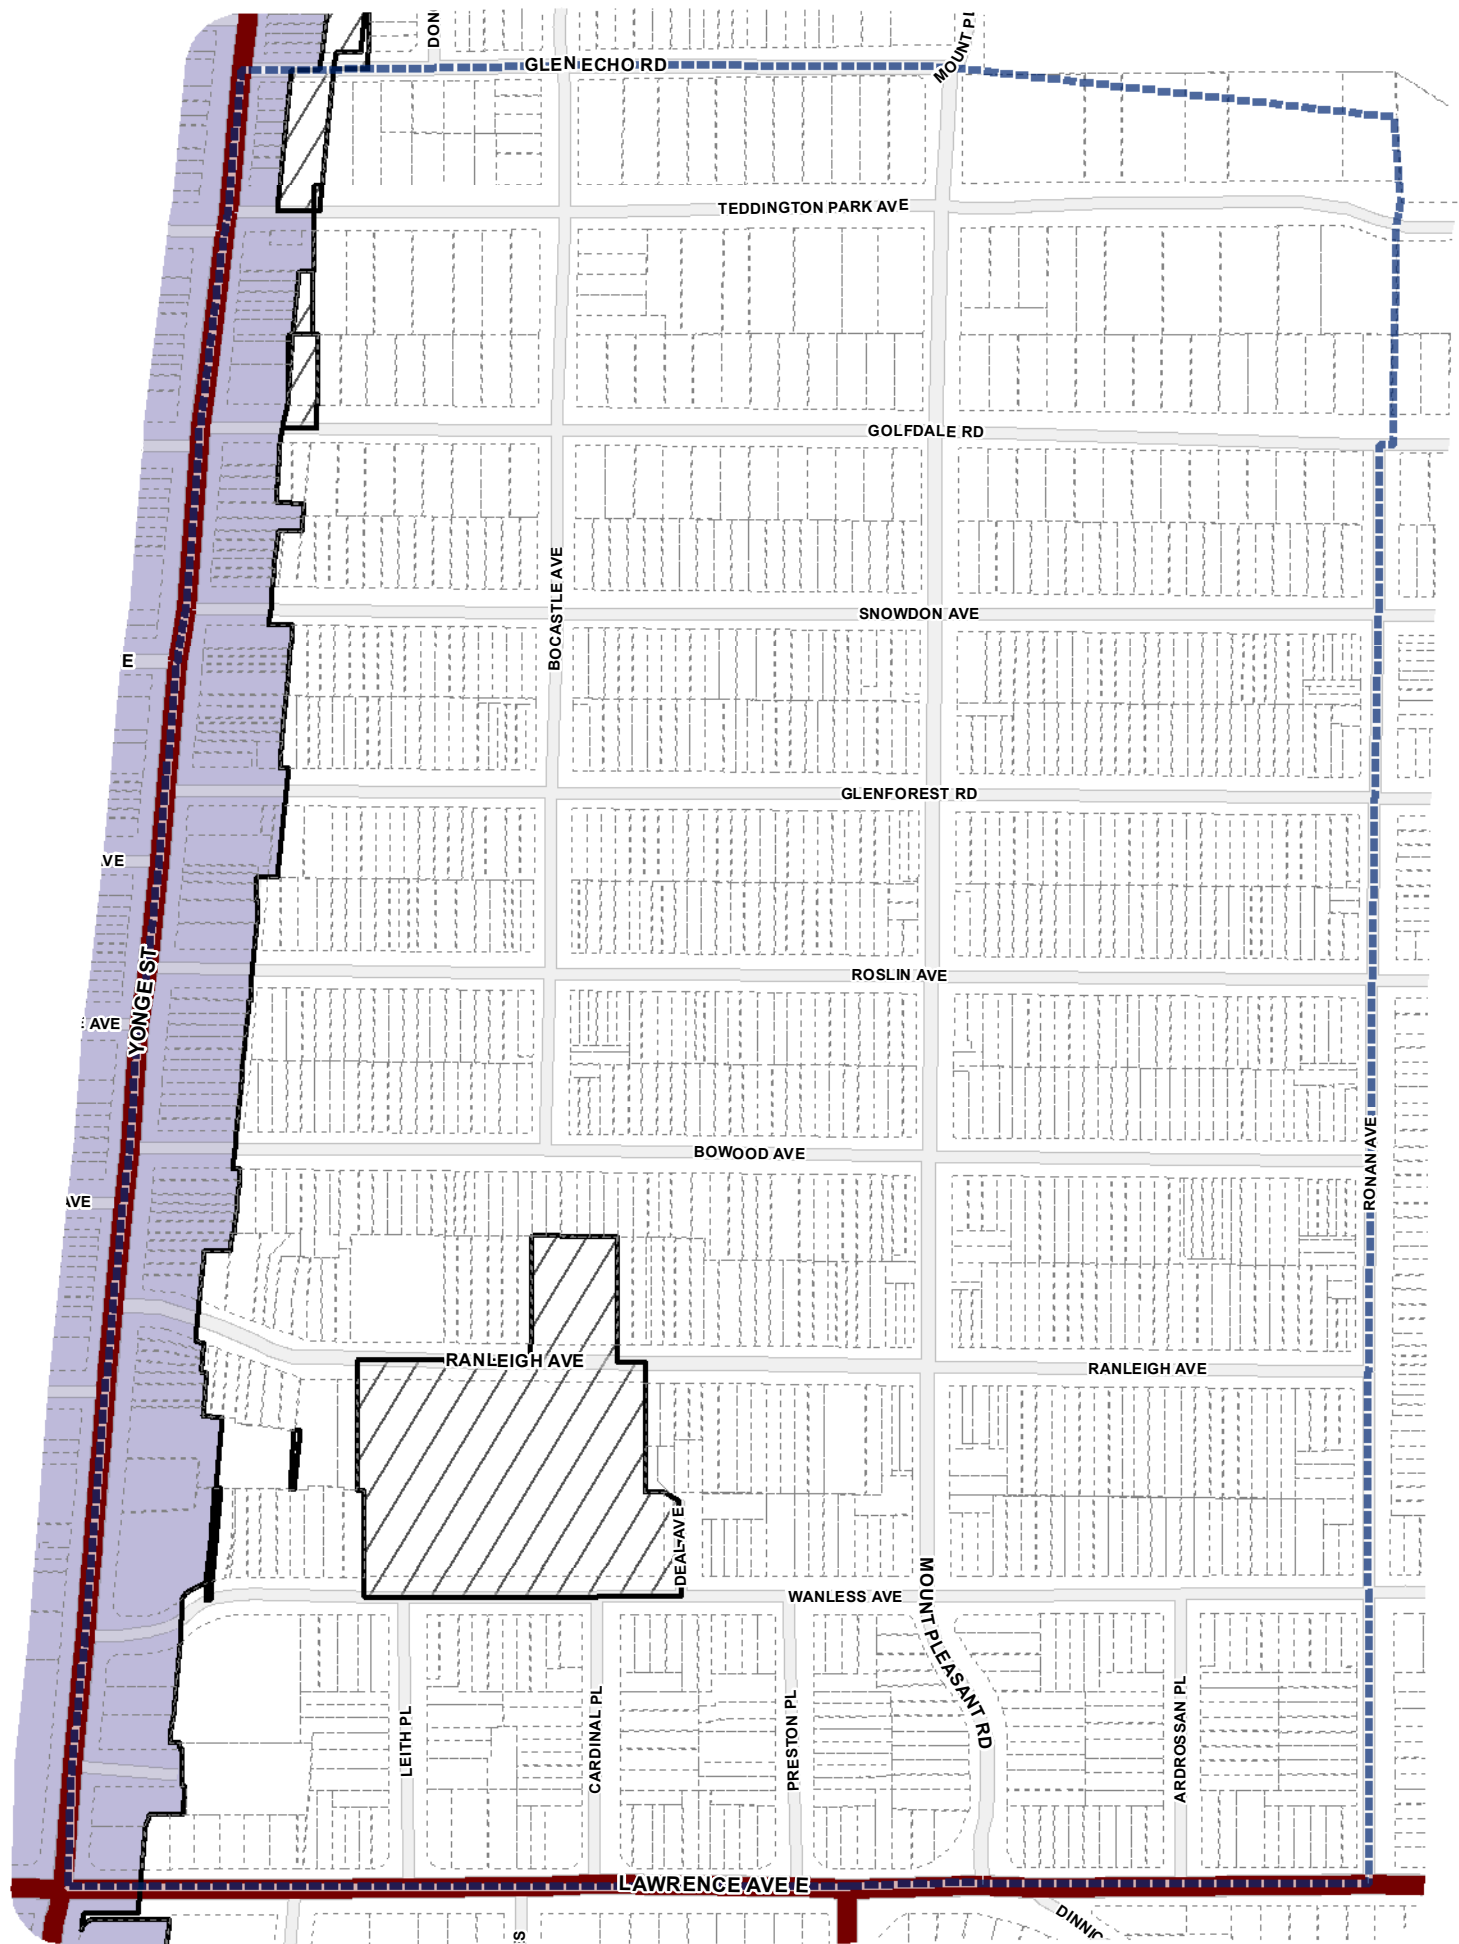 DON
MOUNT PL
GLEN ECHO RD
TEDDINGTON PARK AVE
GOLFDALE RD
BOCASTLE AVE
SNOWDON AVE
E
GLENFOREST RD
VE
YONGE ST
ROSLIN AVE
AVE
BOWOOD AVE
RONAN AVE
AVE
RANLEIGH AVE
RANLEIGH AVE
DEAL AVE
WANLESS AVE
MOUNT PLEASANT RD
LEITH PL
CARDINAL PL
PRESTON PL
ARDROSSAN PL
LAWRENCE AVE E
DINNIC
S